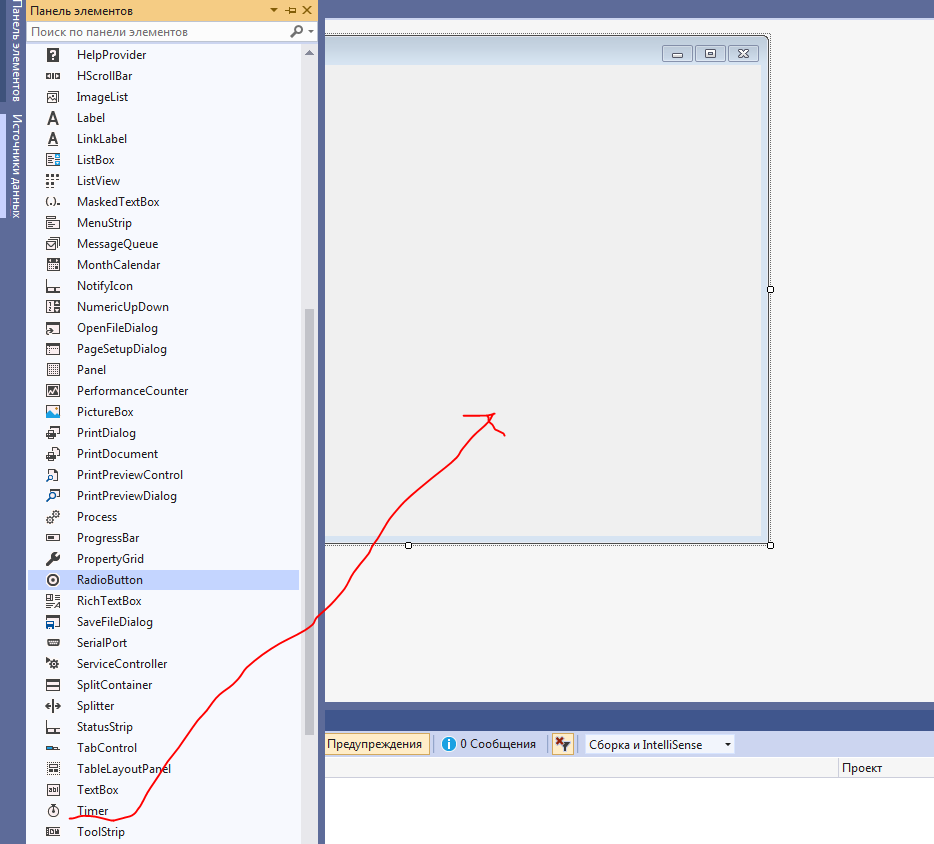 Панель элементов
Источники данных
Панель элементов
Поиск по панели элементов
HelpProvider
HScrollBar
ImageList
Label
LinkLabel
ListBox
ListView
MaskedTextBox
MenuStrip
MessageQueue
MonthCalendar
NotifyIcon
NumericUpDown
OpenFileDialog
PageSetupDialog
Panel
PerformanceCounter
PictureBox
PrintDialog
PrintDocument
PrintPreviewControl
PrintPreviewDialog
Process
ProgressBar
PropertyGrid
RadioButton
RichTextBox
SaveFileDialog
SerialPort
ServiceController
SplitContainer
Splitter
StatusStrip
TabControl
TableLayoutPanel
TextBox
Timer
ToolStrip
Предупреждения
0 Сообщения
Сборка и IntelliSense
Проект